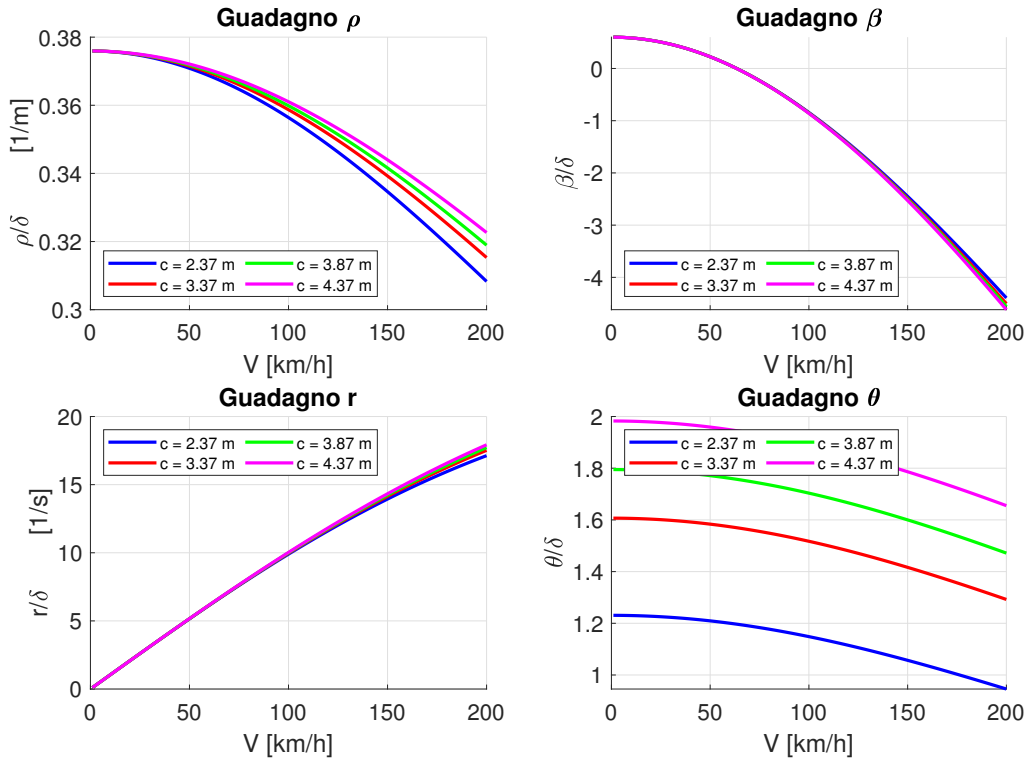 Guadagno ρ
0.38
0.36
0.34
0.32
0.3
ρ/δ [1/m]
c = 2.37 m
c = 3.87 m
c = 3.37 m
c = 4.37 m
0 50 100 150 200
V [km/h]
Guadagno β
0
-1
-2
-3
-4
β/δ
c = 2.37 m
c = 3.87 m
c = 3.37 m
c = 4.37 m
0 50 100 150 200
V [km/h]
Guadagno r
20
15
10
5
0
r/δ [1/s]
c = 2.37 m
c = 3.87 m
c = 3.37 m
c = 4.37 m
0 50 100 150 200
V [km/h]
Guadagno θ
2
1.8
1.6
1.4
1.2
1
θ/δ
c = 2.37 m
c = 3.87 m
c = 3.37 m
c = 4.37 m
0 50 100 150 200
V [km/h]